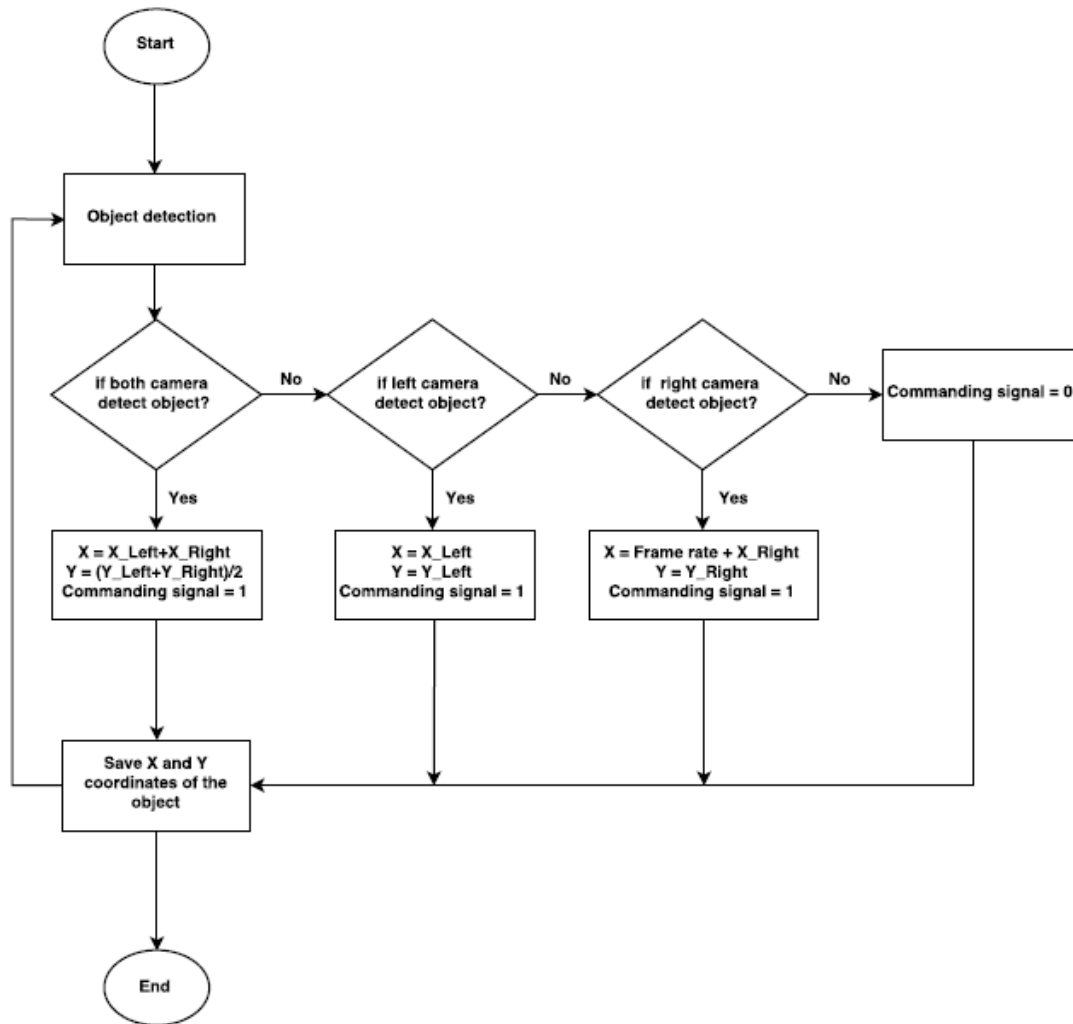 Start
Object detection
if both camera
detect object?
No
if left camera
detect object?
No
if right camera
detect object?
No
Commanding signal = 0
Yes
Yes
Yes
X = X_Left+X_Right
Y = (Y_Left+Y_Right)/2
Commanding signal = 1
X = X_Left
Y = Y_Left
Commanding signal = 1
X = Frame rate + X_Right
Y = Y_Right
Commanding signal = 1
Save X and Y
coordinates of the
object
End